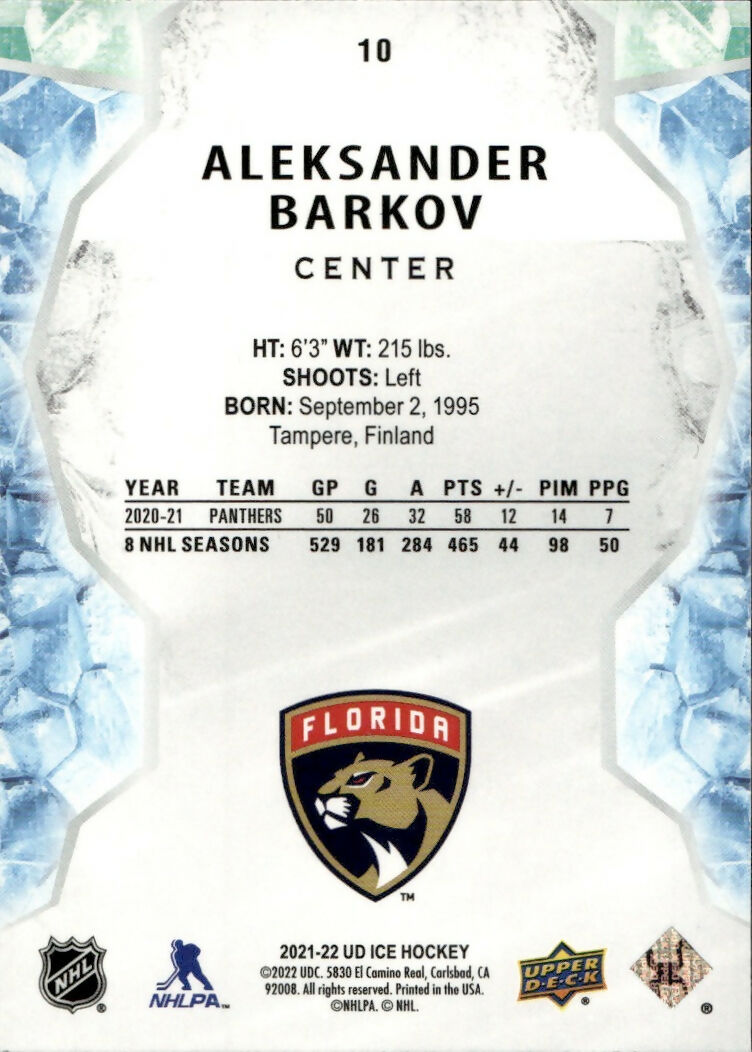 10
ALEKSANDER
BARKOV
CENTER
HT: 6'3" WT: 215 lbs.
SHOOTS: Left
BORN: September 2, 1995
Tampere, Finland
YEAR TEAM GP G A PTS +/- PIM PPG
2020-21 PANTHERS 50 26 32 58 12 14 7
8 NHL SEASONS 529 181 284 465 44 98 50
FLORIDA
TM
2021-22 UD ICE HOCKEY
©2022 UDC. 5830 El Camino Real, Carlsbad, CA
92008. All rights reserved. Printed in the USA.
©NHLPA. © NHL.
NHL ®
NHLPA TM
UPPER
D·E·C·K ®
®